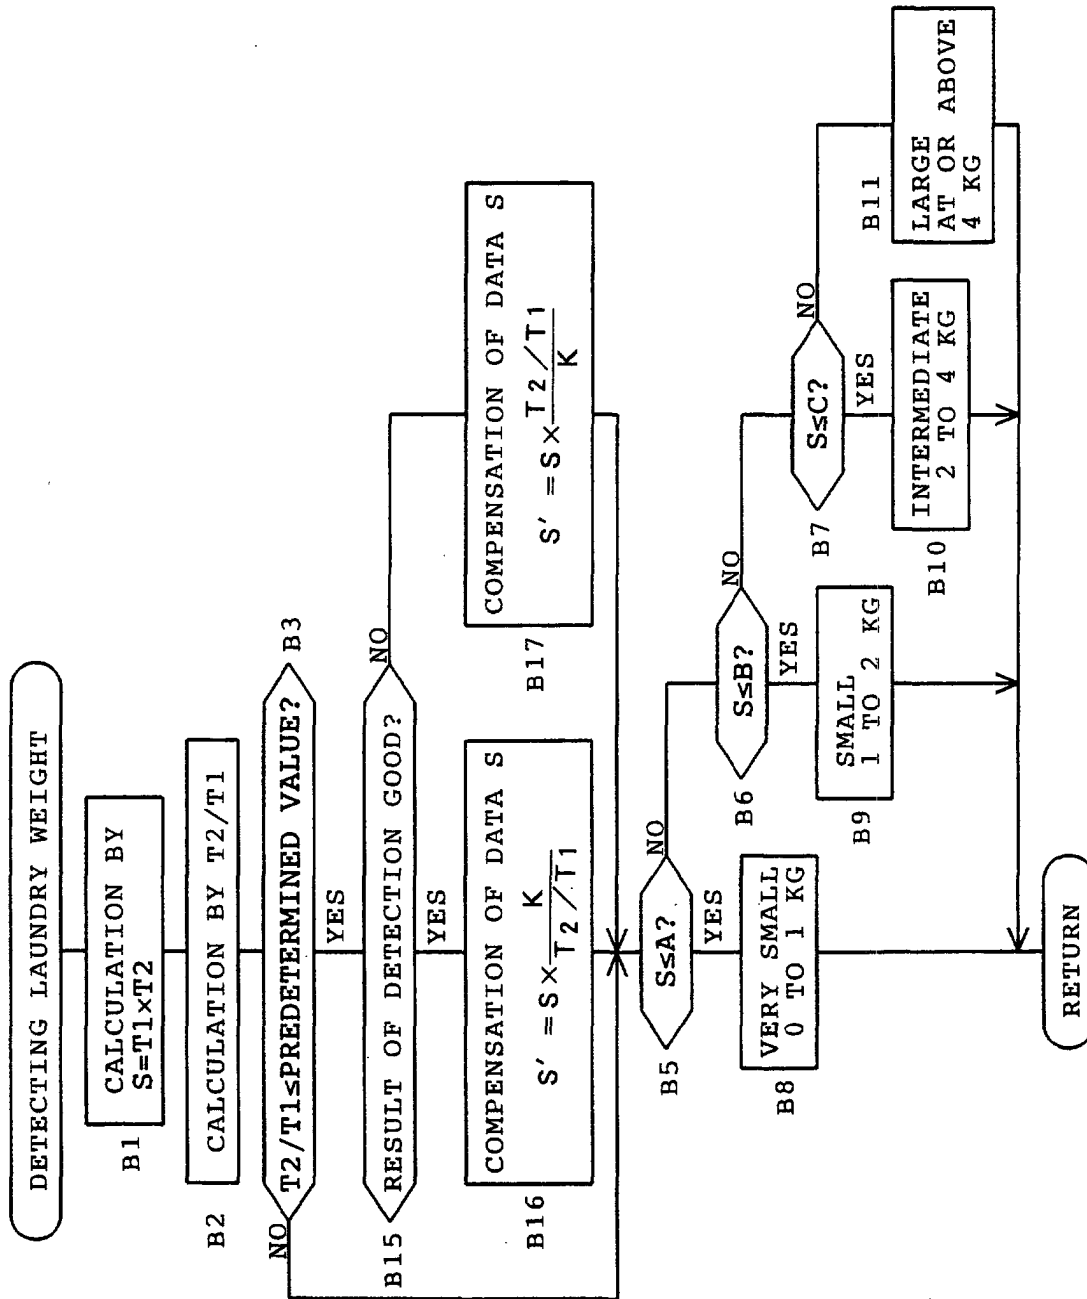 DETECTING LAUNDRY WEIGHT
CALCULATION BY
S=T1×T2
B1
CALCULATION BY T2/T1
B2
T2/T1≤PREDETERMINED VALUE?
B3
NO
YES
RESULT OF DETECTION GOOD?
B15
NO
YES
COMPENSATION OF DATA S
S' = S × K / T2/T1
B16
COMPENSATION OF DATA S
S' = S × T2/T1 / K
B17
S≤A?
B5
NO
YES
S≤B?
B6
NO
YES
S≤C?
B7
NO
YES
VERY SMALL
0 TO 1 KG
B8
SMALL
1 TO 2 KG
B9
INTERMEDIATE
2 TO 4 KG
B10
LARGE
AT OR ABOVE
4 KG
B11
RETURN